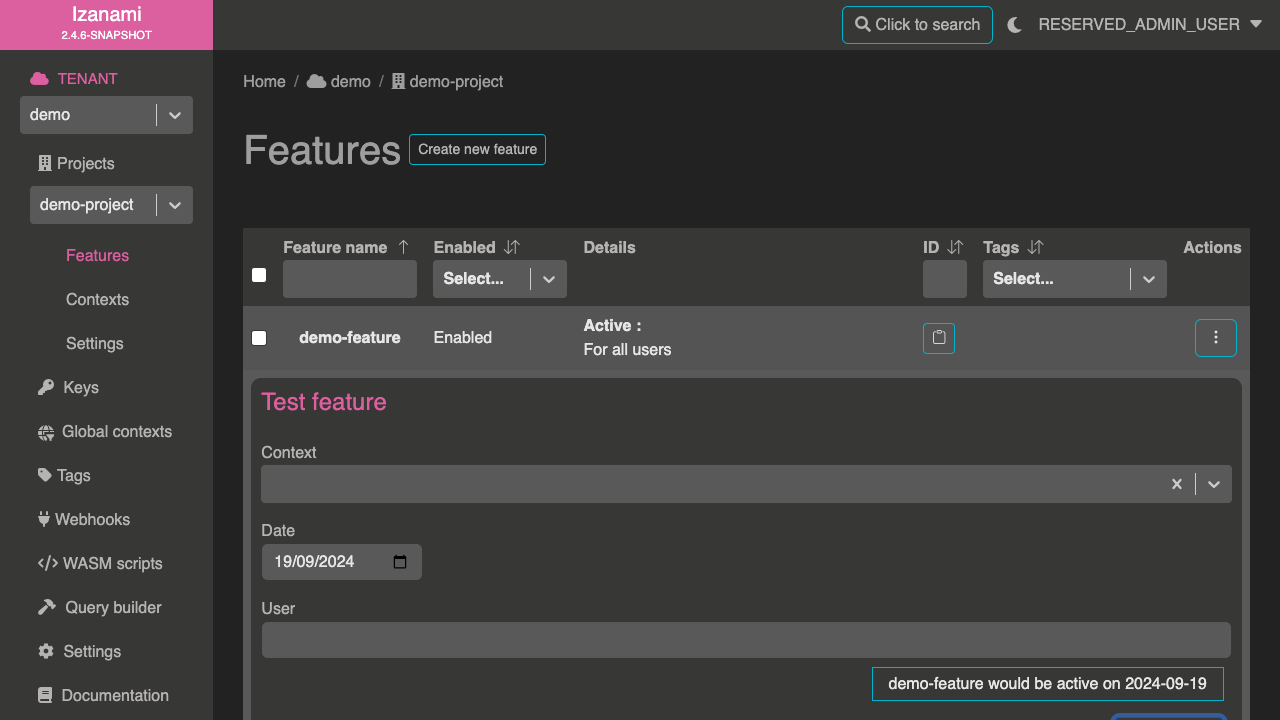 Izanami
2.4.6-SNAPSHOT
Click to search
RESERVED_ADMIN_USER
TENANT
demo
Projects
demo-project
Features
Contexts
Settings
Keys
Global contexts
Tags
Webhooks
WASM scripts
Query builder
Settings
Documentation
Home / demo / demo-project
Features
Create new feature
Feature name Enabled Details ID Tags Actions
Select... Select...
demo-feature Enabled Active :
For all users
Test feature
Context
Date
19/09/2024
User
demo-feature would be active on 2024-09-19